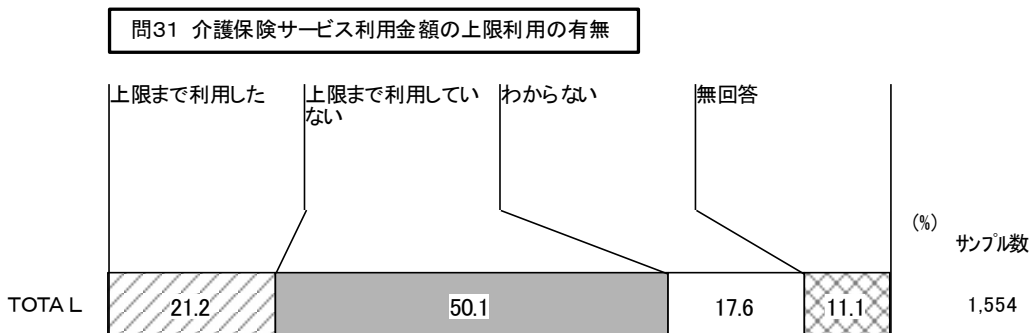 問31 介護保険サービス利用金額の上限利用の有無
上限まで利用した
上限まで利用してい
ない
わからない
無回答
(%)
サンプル数
TOTAL
21.2
50.1
17.6
11.1
1,554